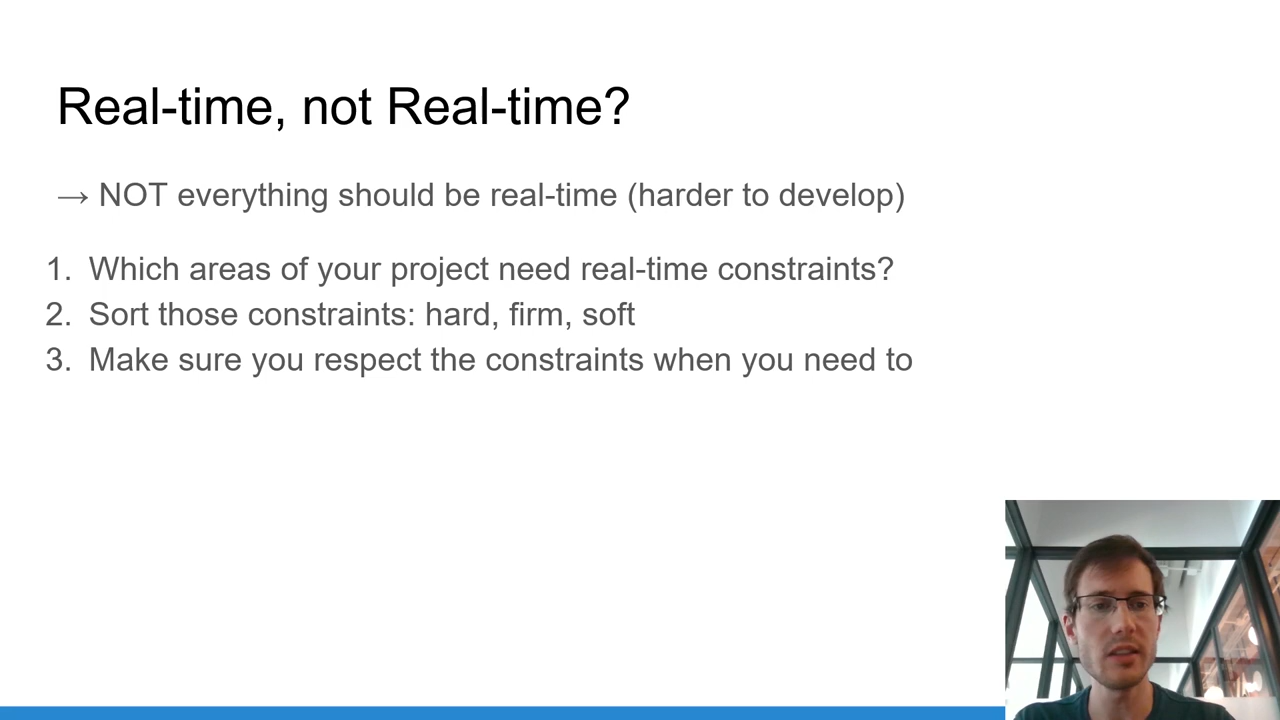 Real-time, not Real-time?
→ NOT everything should be real-time (harder to develop)
1. Which areas of your project need real-time constraints?
2. Sort those constraints: hard, firm, soft
3. Make sure you respect the constraints when you need to